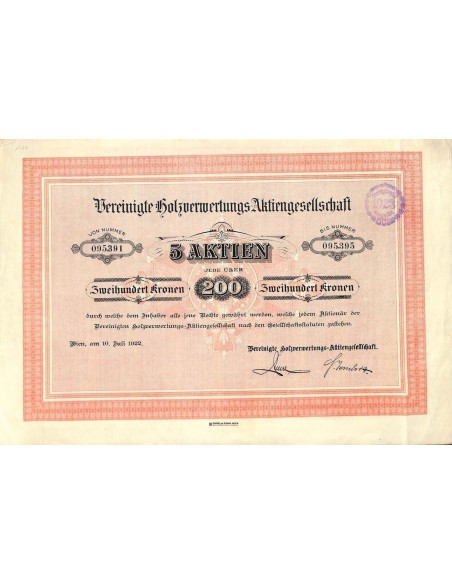 Vereinigte Holzverwertungs Aktiengesellschaft
VON NUMMER
095391
BIS NUMMER
095395
5 AKTIEN
JEDE ÜBER
Zweihundert Kronen
200
Zweihundert Kronen
durch welche dem Inhaber alle jene Rechte gewährt werden, welche jedem Aktionär der
Vereinigten Holzverwertungs-Aktiengesellschaft nach den Gesellschaftsstatuten zustehen.
Wien, am 10. Juli 1922.
Vereinigte Holzverwertungs-Aktiengesellschaft.